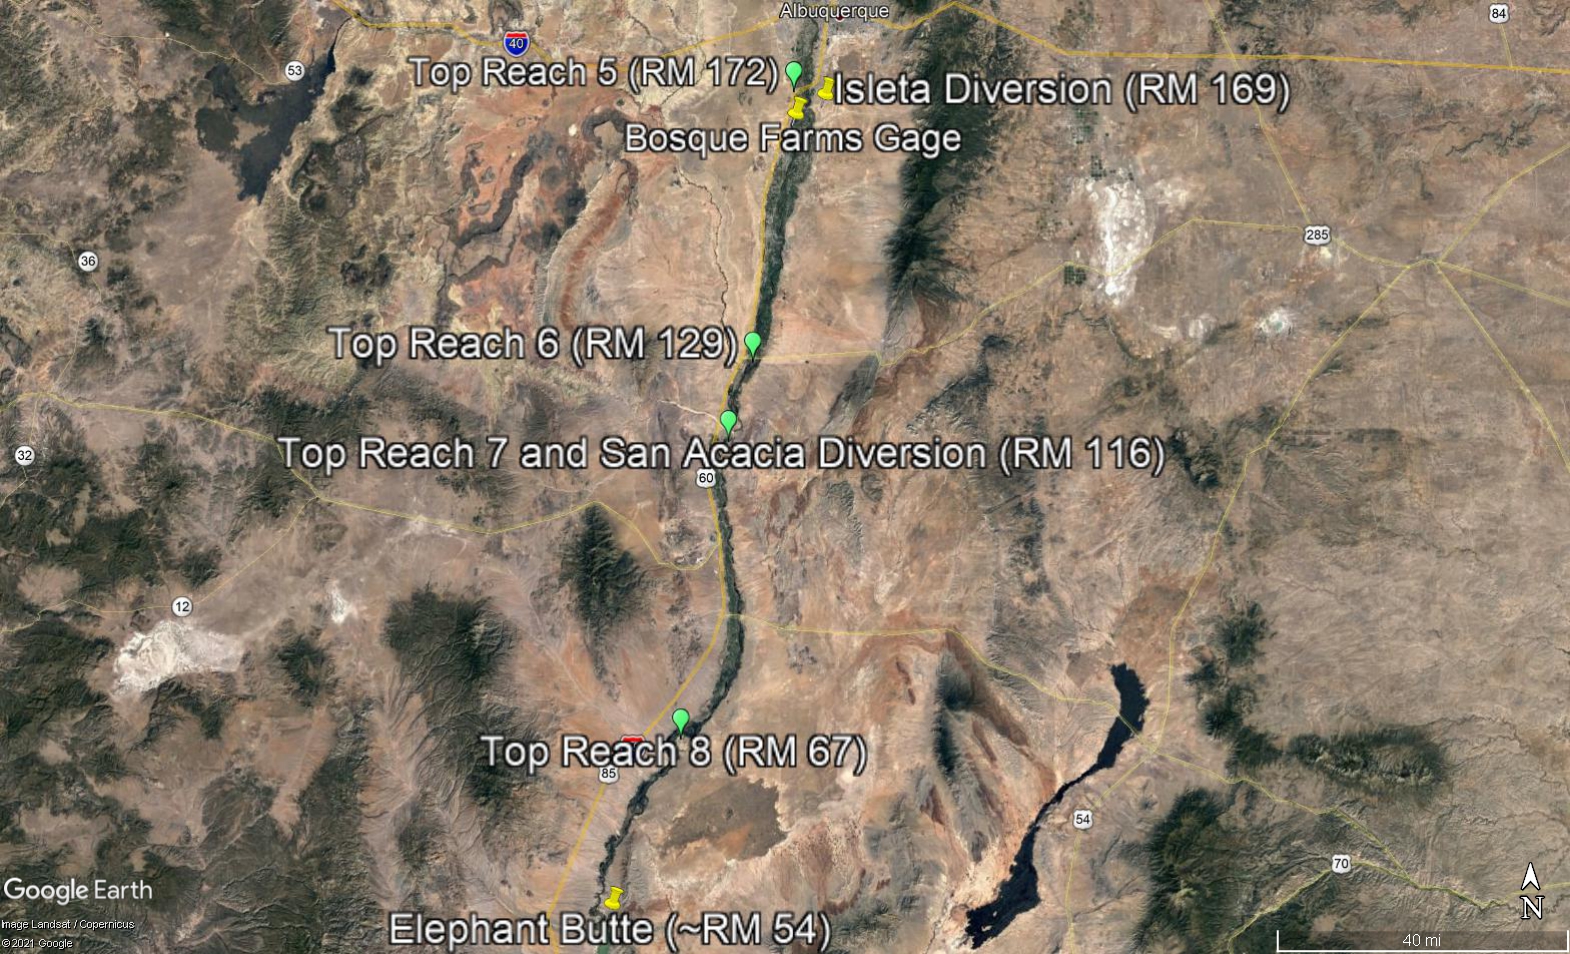 Albuquerque
84
40
53
Top Reach 5 (RM 172)
Isleta Diversion (RM 169)
Bosque Farms Gage
285
36
Top Reach 6 (RM 129)
32
Top Reach 7 and San Acacia Diversion (RM 116)
60
12
Top Reach 8 (RM 67)
85
54
70
Google Earth
N
Image Landsat / Copernicus
Elephant Butte (~RM 54)
©2021 Google
40 mi